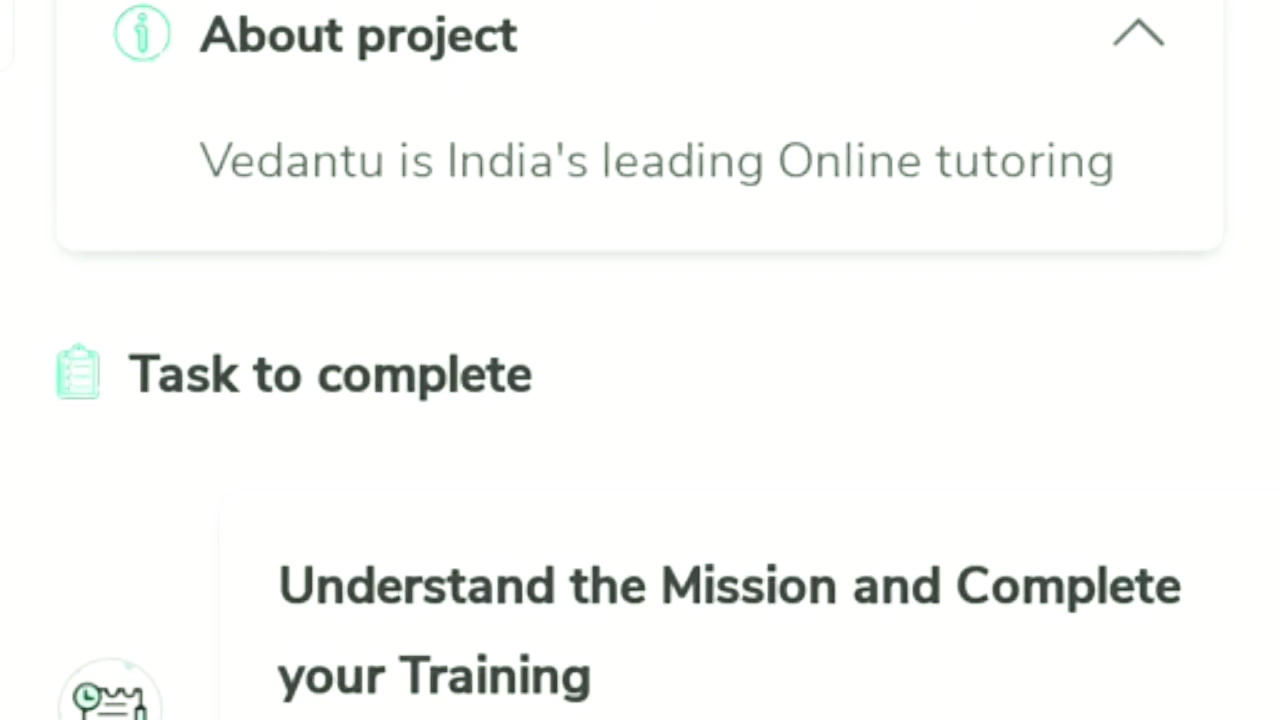 About project
Vedantu is India's leading Online tutoring
Task to complete
Understand the Mission and Complete
your Training